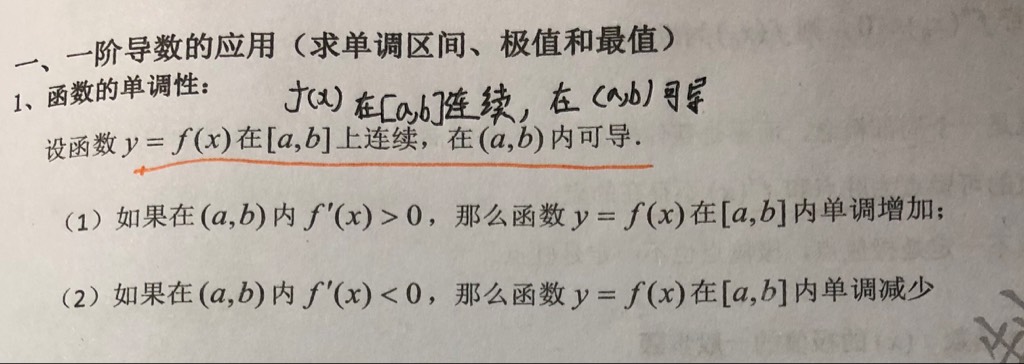 一、一阶导数的应用（求单调区间、极值和最值）
1、函数的单调性：
f(x) 在[a,b]连续，在 (a,b) 可导
设函数 y = f(x) 在 [a,b] 上连续，在 (a,b) 内可导．
（1）如果在 (a,b) 内 f′(x) > 0，那么函数 y = f(x) 在 [a,b] 内单调增加；
（2）如果在 (a,b) 内 f′(x) < 0，那么函数 y = f(x) 在 [a,b] 内单调减少